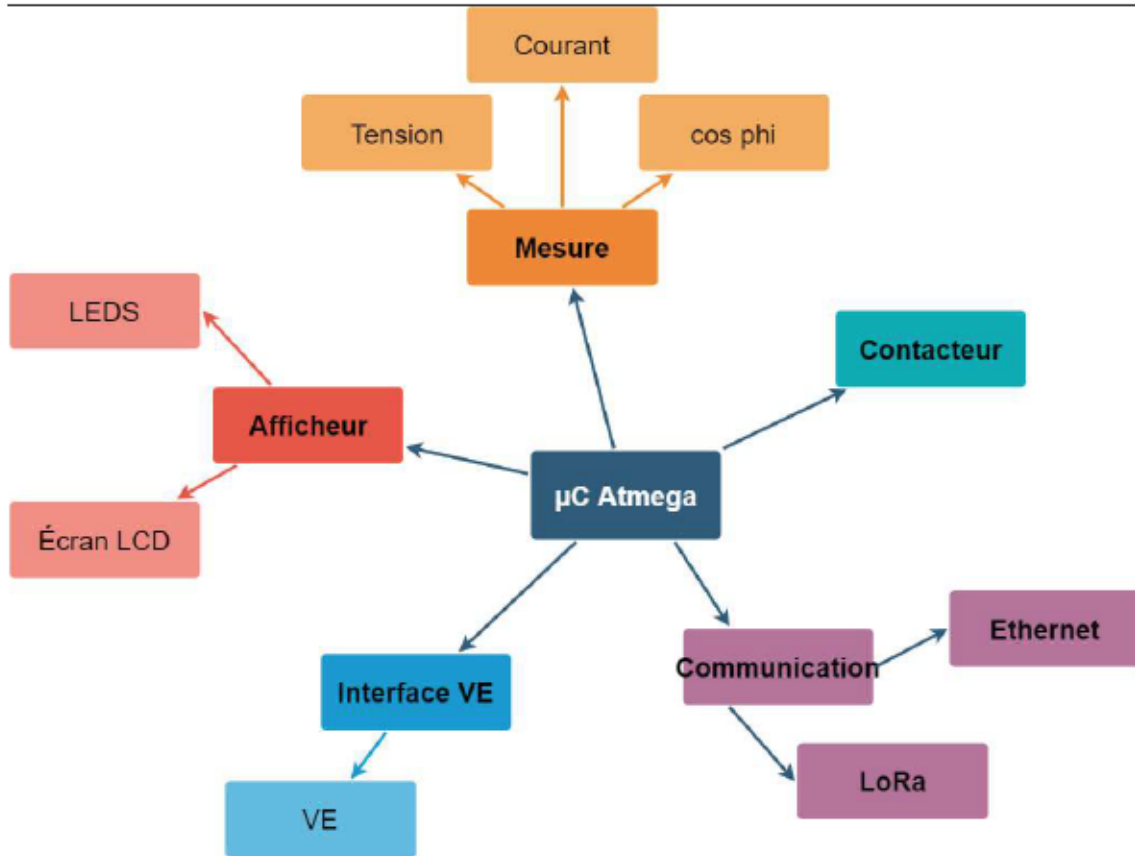 Courant
Tension
cos phi
Mesure
LEDS
Contacteur
Afficheur
µC Atmega
Écran LCD
Ethernet
Communication
Interface VE
LoRa
VE